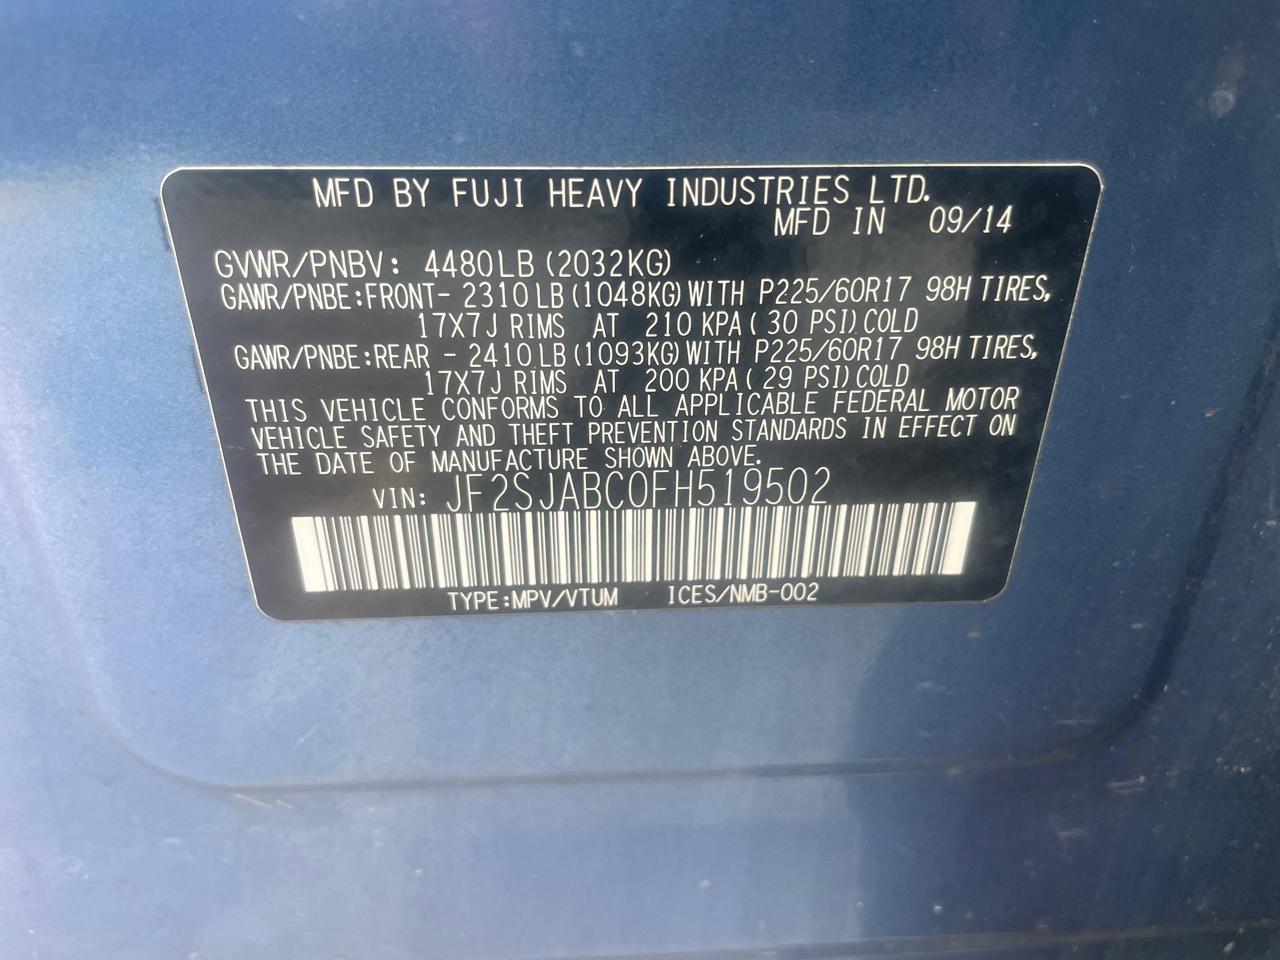 MFD BY FUJI HEAVY INDUSTRIES LTD.
MFD IN 09/14
GVWR/PNBV: 4480LB (2032KG)
GAWR/PNBE:FRONT- 2310LB (1048KG) WITH P225/60R17 98H TIRES,
17X7J RIMS AT 210 KPA ( 30 PSI) COLD
GAWR/PNBE:REAR - 2410LB (1093KG) WITH P225/60R17 98H TIRES,
17X7J RIMS AT 200 KPA ( 29 PSI) COLD
THIS VEHICLE CONFORMS TO ALL APPLICABLE FEDERAL MOTOR
VEHICLE SAFETY AND THEFT PREVENTION STANDARDS IN EFFECT ON
THE DATE OF MANUFACTURE SHOWN ABOVE.
VIN: JF2SJABC0FH519502
TYPE:MPV/VTUM ICES/NMB-002